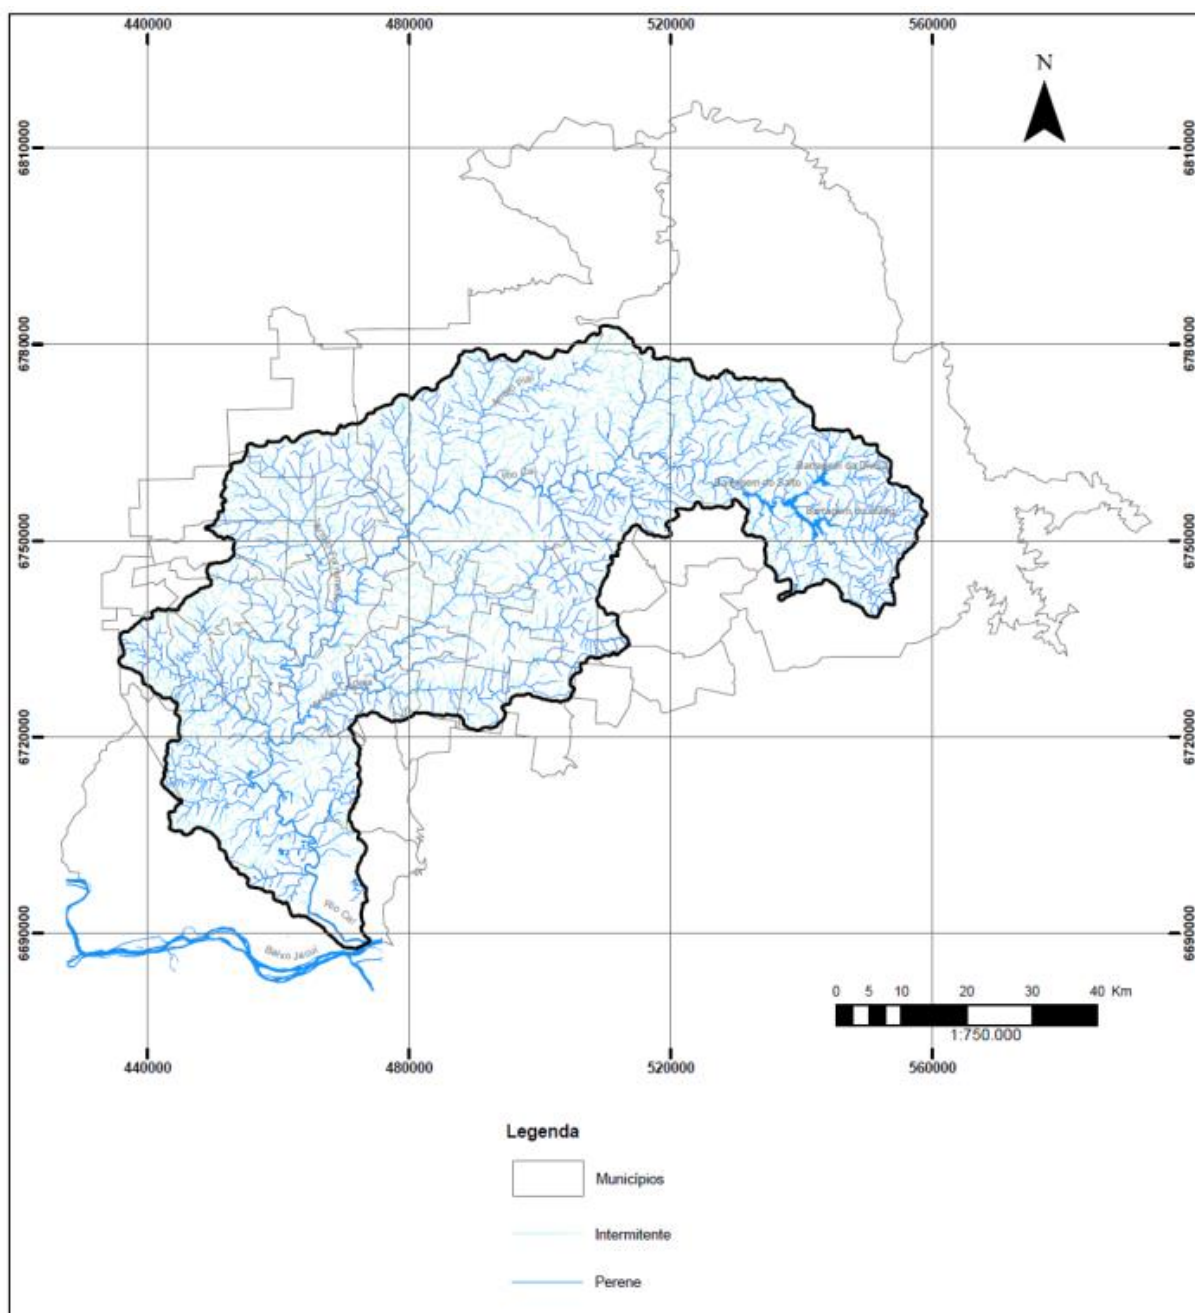 440000 480000 520000 560000
N
6810000 6810000
6780000 6780000
Rio Caí
Barragem do Salto
6750000 6750000
6720000 6720000
Rio Caí
6690000 6690000
Baixo Jacuí
0 5 10 20 30 40 Km
1:750.000
440000 480000 520000 560000
Legenda
Municípios
Intermitente
Perene